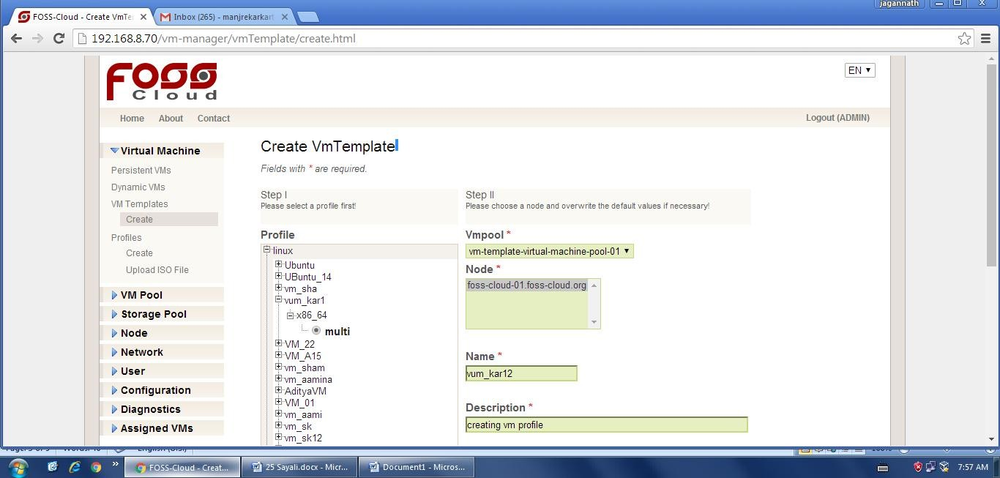 jagannath
FOSS-Cloud - Create VmTe
Inbox (265) - manjrekarkart
192.168.8.70/vm-manager/vmTemplate/create.html
FOSS
Cloud
EN
Home About Contact
Logout (ADMIN)
Virtual Machine
Persistent VMs
Dynamic VMs
VM Templates
Create
Profiles
Create
Upload ISO File
VM Pool
Storage Pool
Node
Network
User
Configuration
Diagnostics
Assigned VMs
Create VmTemplate
Fields with * are required.
Step I
Please select a profile first!
Profile
linux
Ubuntu
UBuntu_14
vm_sha
vum_kar1
x86_64
multi
VM_22
VM_A15
vm_sham
vm_aamina
AdityaVM
VM_01
vm_aami
vm_sk
vm_sk12
Step II
Please choose a node and overwrite the default values if necessary!
Vmpool *
vm-template-virtual-machine-pool-01
Node *
foss-cloud-01.foss-cloud.org
Name *
vum_kar12
Description *
creating vm profile
FOSS-Cloud - Creat...
25 Sayali.docx - Mic...
Document1 - Micros...
7:57 AM